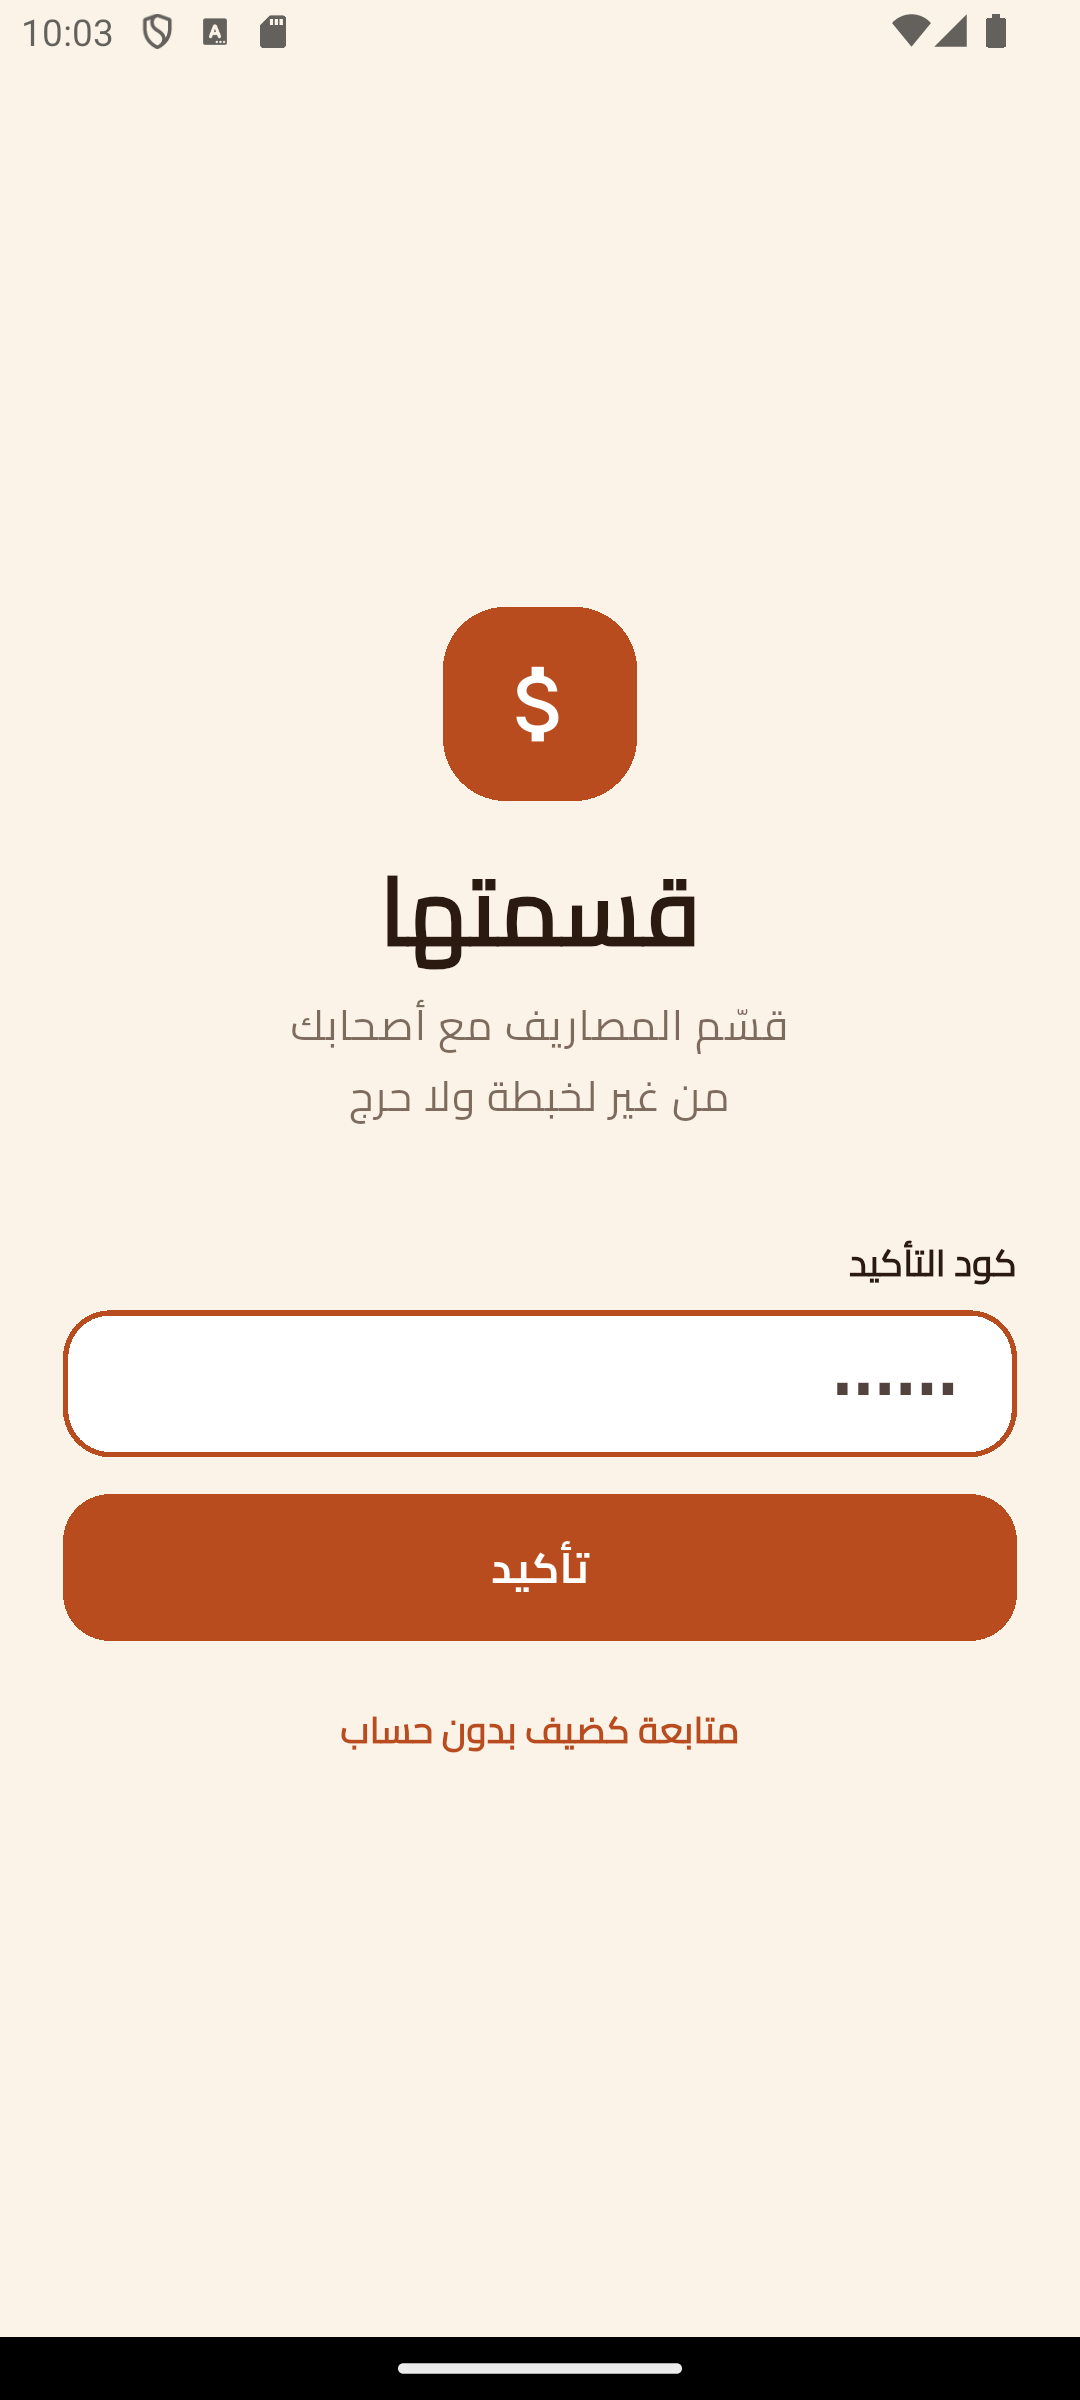 10:03
$
قسمتها
قسّم المصاريف مع أصحابك
من غير لخبطة ولا حرج
كود التأكيد
••••••
تأكيد
متابعة كضيف بدون حساب